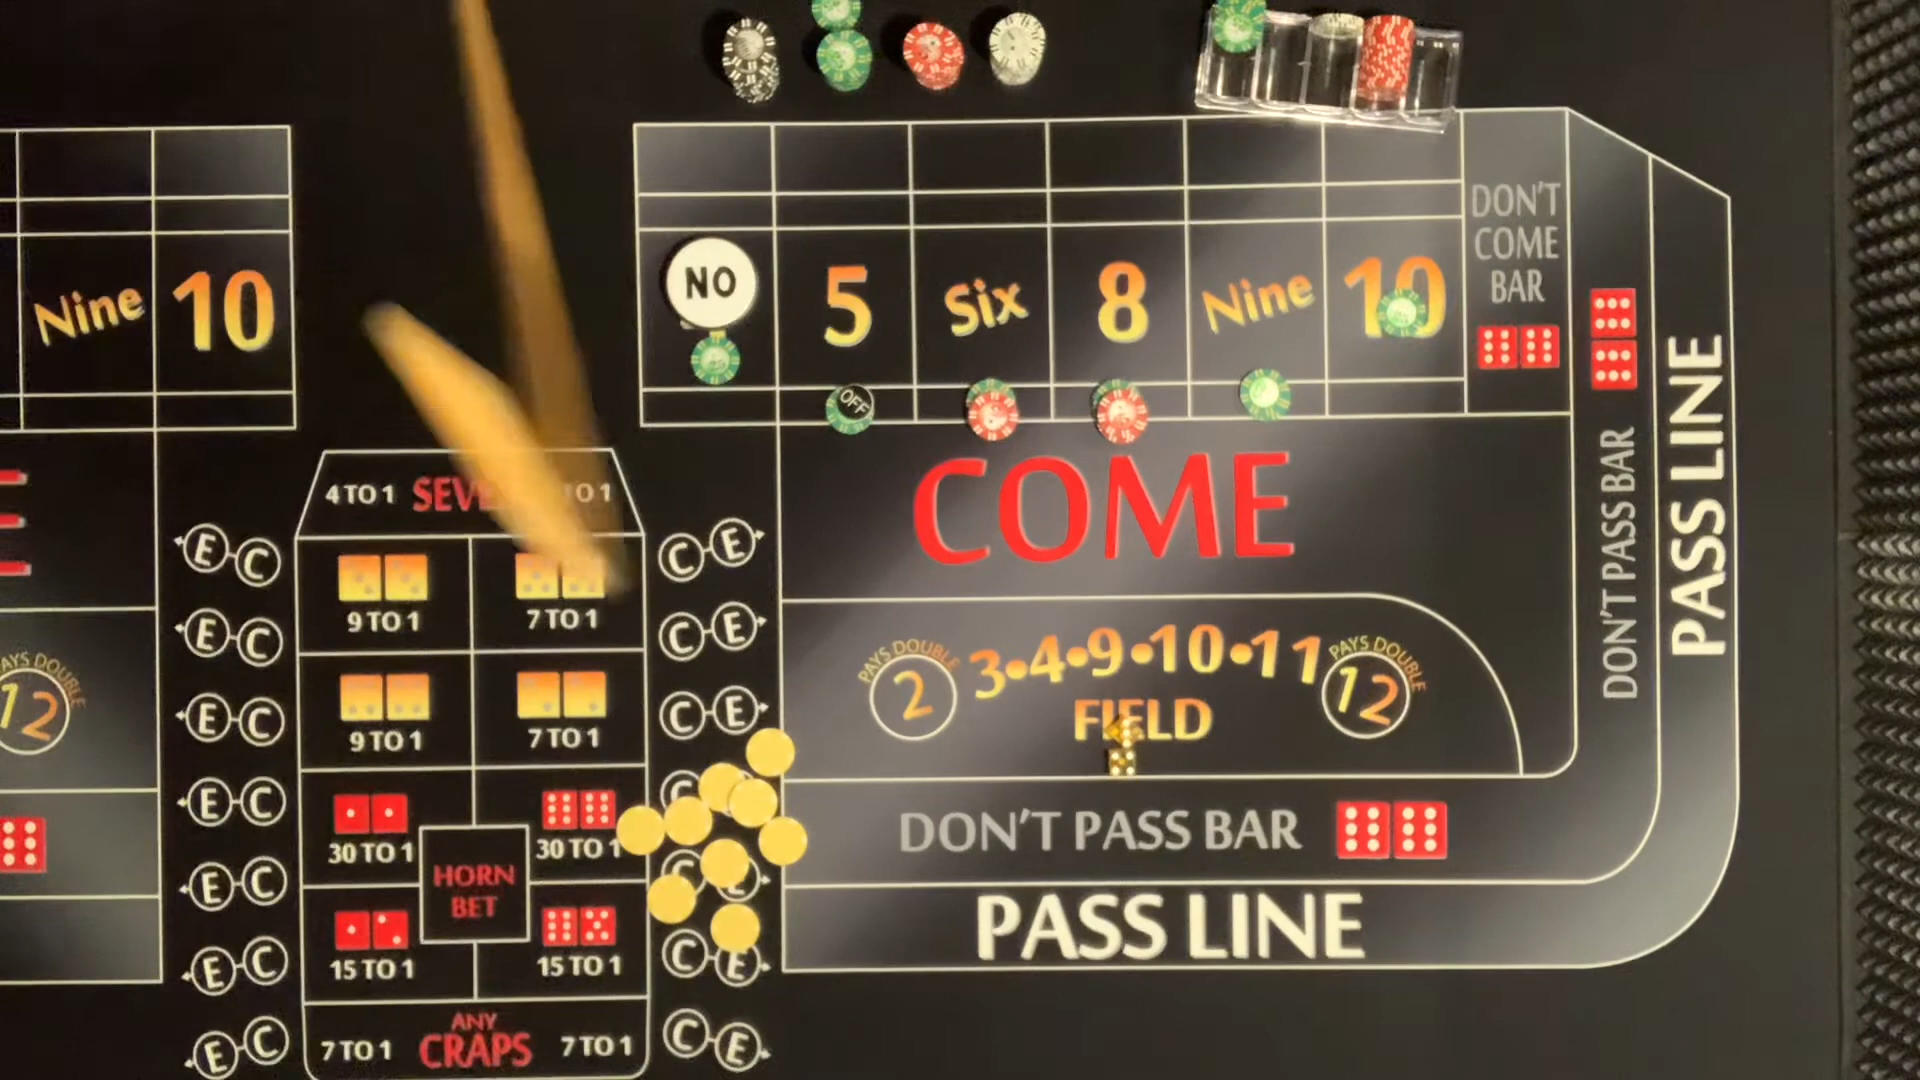 NO
5
Six
8
Nine
10
DON'T
COME
BAR
Nine
10
OFF
COME
DON'T PASS BAR
PASS LINE
4 TO 1
TO 1
E C
C E
9 TO 1
7 TO 1
E C
C E
9 TO 1
7 TO 1
E C
C E
PAYS DOUBLE
2
3•4•9•10•11
PAYS DOUBLE
12
FIELD
12
E C
30 TO 1
30 TO 1
HORN
BET
DON'T PASS BAR
E C
15 TO 1
15 TO 1
PASS LINE
E C
C E
ANY
7 TO 1
CRAPS
7 TO 1
E C
C E